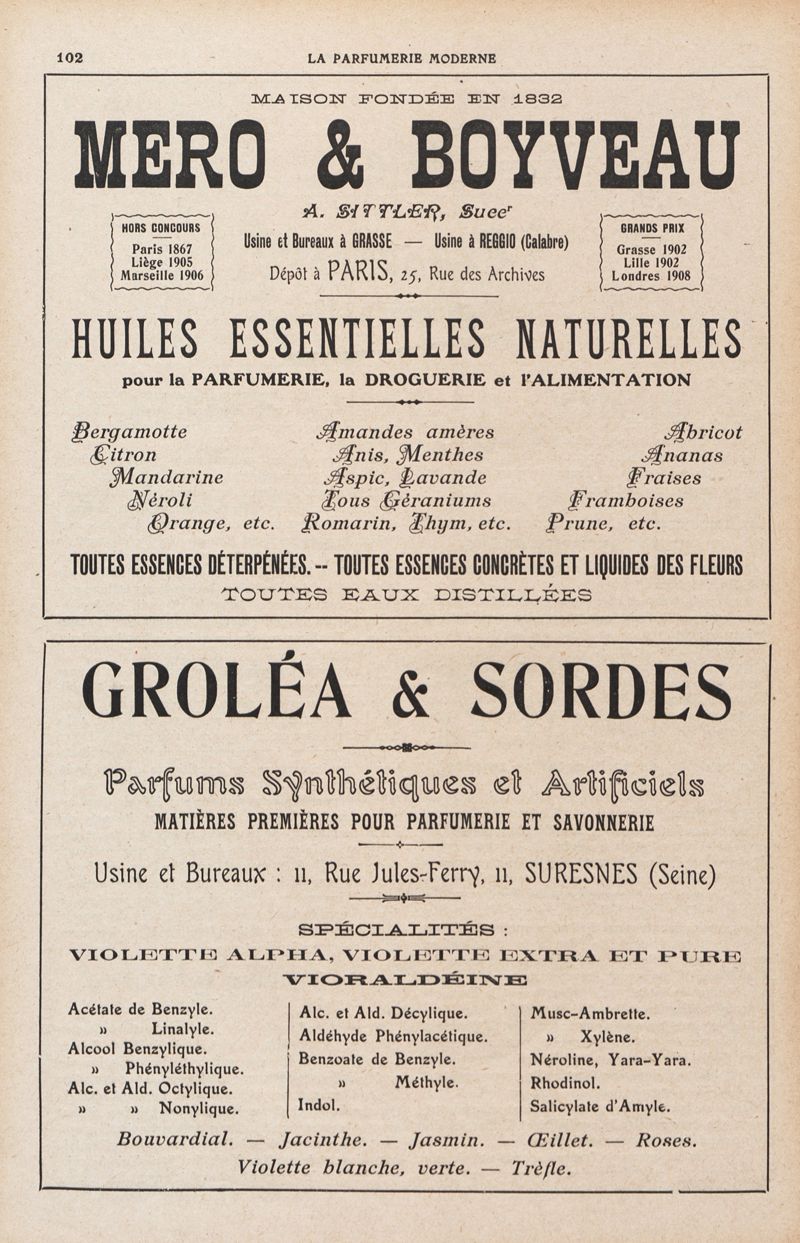 102
LA PARFUMERIE MODERNE
MAISON FONDÉE EN 1832
MERO & BOYVEAU
A. SITTLER, Succr
HORS CONCOURS
Paris 1867
Liège 1905
Marseille 1906
Usine et Bureaux à GRASSE — Usine à REGGIO (Calabre)
Dépôt à PARIS, 25, Rue des Archives
GRANDS PRIX
Grasse 1902
Lille 1902
Londres 1908
HUILES ESSENTIELLES NATURELLES
pour la PARFUMERIE, la DROGUERIE et l'ALIMENTATION
Bergamotte
Citron
Mandarine
Néroli
Orange, etc.
Amandes amères
Anis, Menthes
Aspic, Lavande
Tous Géraniums
Romarin, Thym, etc.
Abricot
Ananas
Fraises
Framboises
Prune, etc.
TOUTES ESSENCES DÉTERPÉNÉES. -- TOUTES ESSENCES CONCRÈTES ET LIQUIDES DES FLEURS
TOUTES EAUX DISTILLÉES
GROLÉA & SORDES
Parfums Synthétiques et Artificiels
MATIÈRES PREMIÈRES POUR PARFUMERIE ET SAVONNERIE
Usine et Bureaux : 11, Rue Jules-Ferry, 11, SURESNES (Seine)
SPÉCIALITÉS :
VIOLETTE ALPHA, VIOLETTE EXTRA ET PURE
VIORALDÉINE
Acétate de Benzyle.
» Linalyle.
Alcool Benzylique.
» Phényléthylique.
Alc. et Ald. Octylique.
» » Nonylique.
Alc. et Ald. Décylique.
Aldéhyde Phénylacétique.
Benzoate de Benzyle.
» Méthyle.
Indol.
Musc-Ambrette.
» Xylène.
Néroline, Yara-Yara.
Rhodinol.
Salicylate d'Amyle.
Bouvardial. — Jacinthe. — Jasmin. — Œillet. — Roses.
Violette blanche, verte. — Trèfle.